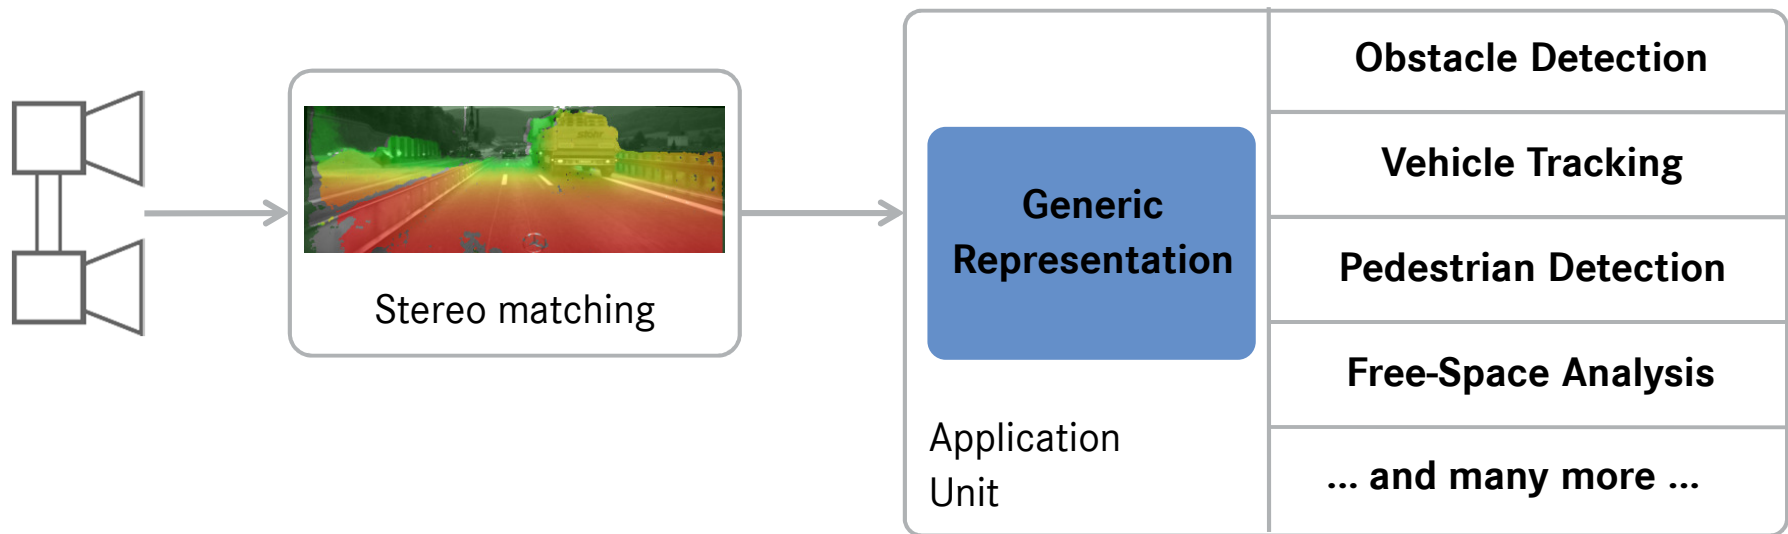 Stereo matching
Generic
Representation
Application
Unit
Obstacle Detection
Vehicle Tracking
Pedestrian Detection
Free-Space Analysis
... and many more ...